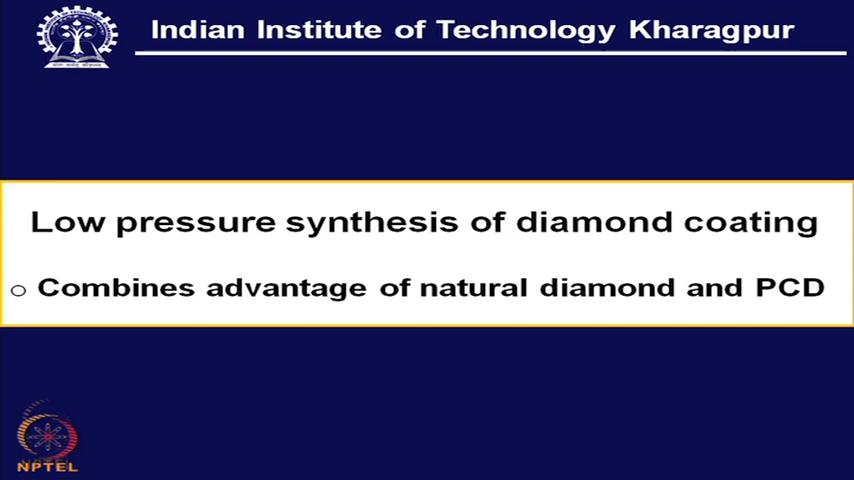 Indian Institute of Technology Kharagpur
Low pressure synthesis of diamond coating
Combines advantage of natural diamond and PCD
NPTEL